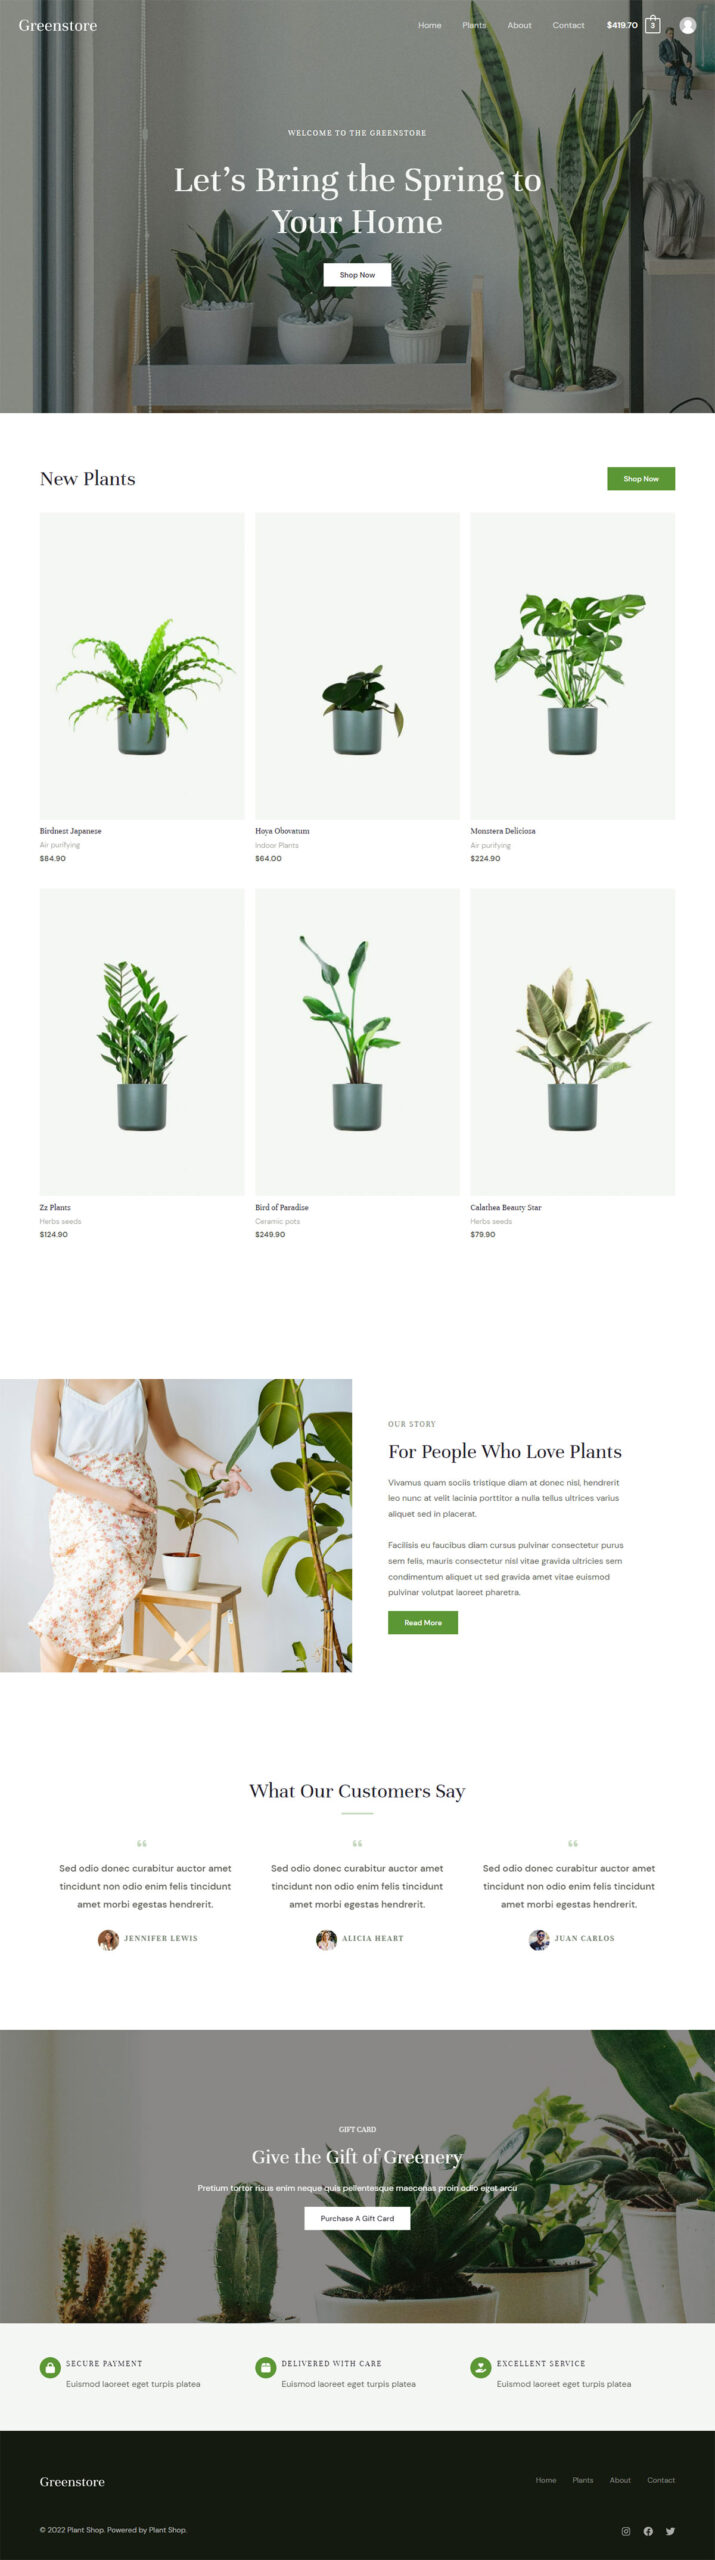 Greenstore
Home Plants About Contact $419.70 3
WELCOME TO THE GREENSTORE
Let's Bring the Spring to
Your Home
Shop Now
New Plants
Shop Now
Birdnest Japanese
Air purifying
$84.90
Hoya Obovatum
Indoor Plants
$64.00
Monstera Deliciosa
Air purifying
$224.90
Zz Plants
Herbs seeds
$124.90
Bird of Paradise
Ceramic pots
$249.90
Calathea Beauty Star
Herbs seeds
$79.90
OUR STORY
For People Who Love Plants
Vivamus quam sociis tristique diam at donec nisl, hendrerit
leo nunc at velit lacinia porttitor a nulla tellus ultrices varius
aliquet sed in placerat.
Facilisis eu faucibus diam cursus pulvinar consectetur purus
sem felis, mauris consectetur nisl vitae gravida ultricies sem
condimentum aliquet ut sed gravida amet vitae euismod
pulvinar volutpat laoreet pharetra.
Read More
What Our Customers Say
Sed odio donec curabitur auctor amet
tincidunt non odio enim felis tincidunt
amet morbi egestas hendrerit.
JENNIFER LEWIS
Sed odio donec curabitur auctor amet
tincidunt non odio enim felis tincidunt
amet morbi egestas hendrerit.
ALICIA HEART
Sed odio donec curabitur auctor amet
tincidunt non odio enim felis tincidunt
amet morbi egestas hendrerit.
JUAN CARLOS
GIFT CARD
Give the Gift of Greenery
Pretium tortor risus enim neque quis pellentesque maecenas proin odio eget arcu
Purchase A Gift Card
SECURE PAYMENT
Euismod laoreet eget turpis platea
DELIVERED WITH CARE
Euismod laoreet eget turpis platea
EXCELLENT SERVICE
Euismod laoreet eget turpis platea
Greenstore
Home Plants About Contact
© 2022 Plant Shop. Powered by Plant Shop.